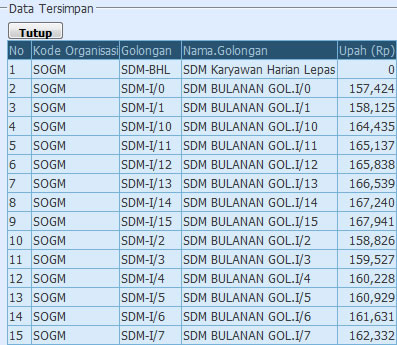 Data Tersimpan
Tutup
No Kode Organisasi Golongan Nama.Golongan Upah (Rp)
1 SOGM SDM-BHL SDM Karyawan Harian Lepas 0
2 SOGM SDM-I/0 SDM BULANAN GOL.I/0 157,424
3 SOGM SDM-I/1 SDM BULANAN GOL.I/1 158,125
4 SOGM SDM-I/10 SDM BULANAN GOL.I/10 164,435
5 SOGM SDM-I/11 SDM BULANAN GOL.I/11 165,137
6 SOGM SDM-I/12 SDM BULANAN GOL.I/12 165,838
7 SOGM SDM-I/13 SDM BULANAN GOL.I/13 166,539
8 SOGM SDM-I/14 SDM BULANAN GOL.I/14 167,240
9 SOGM SDM-I/15 SDM BULANAN GOL.I/15 167,941
10 SOGM SDM-I/2 SDM BULANAN GOL.I/2 158,826
11 SOGM SDM-I/3 SDM BULANAN GOL.I/3 159,527
12 SOGM SDM-I/4 SDM BULANAN GOL.I/4 160,228
13 SOGM SDM-I/5 SDM BULANAN GOL.I/5 160,929
14 SOGM SDM-I/6 SDM BULANAN GOL.I/6 161,631
15 SOGM SDM-I/7 SDM BULANAN GOL.I/7 162,332